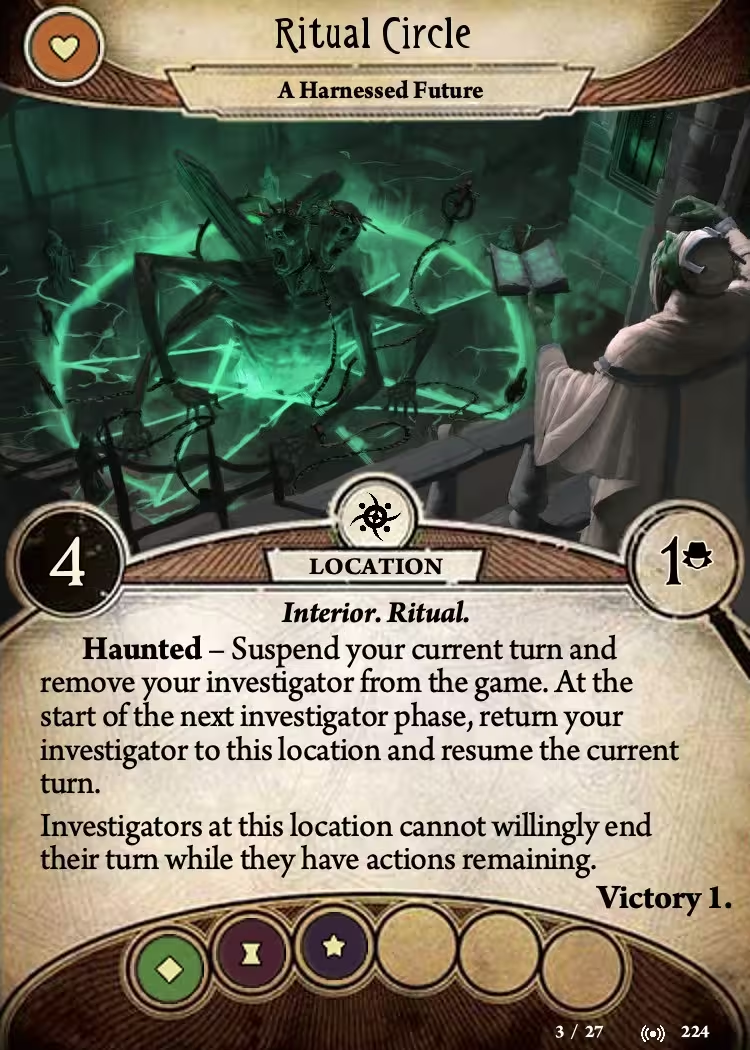 Ritual Circle
A Harnessed Future
4
LOCATION
1
Interior. Ritual.
Haunted – Suspend your current turn and
remove your investigator from the game. At the
start of the next investigator phase, return your
investigator to this location and resume the current
turn.
Investigators at this location cannot willingly end
their turn while they have actions remaining.
Victory 1.
3 / 27 224